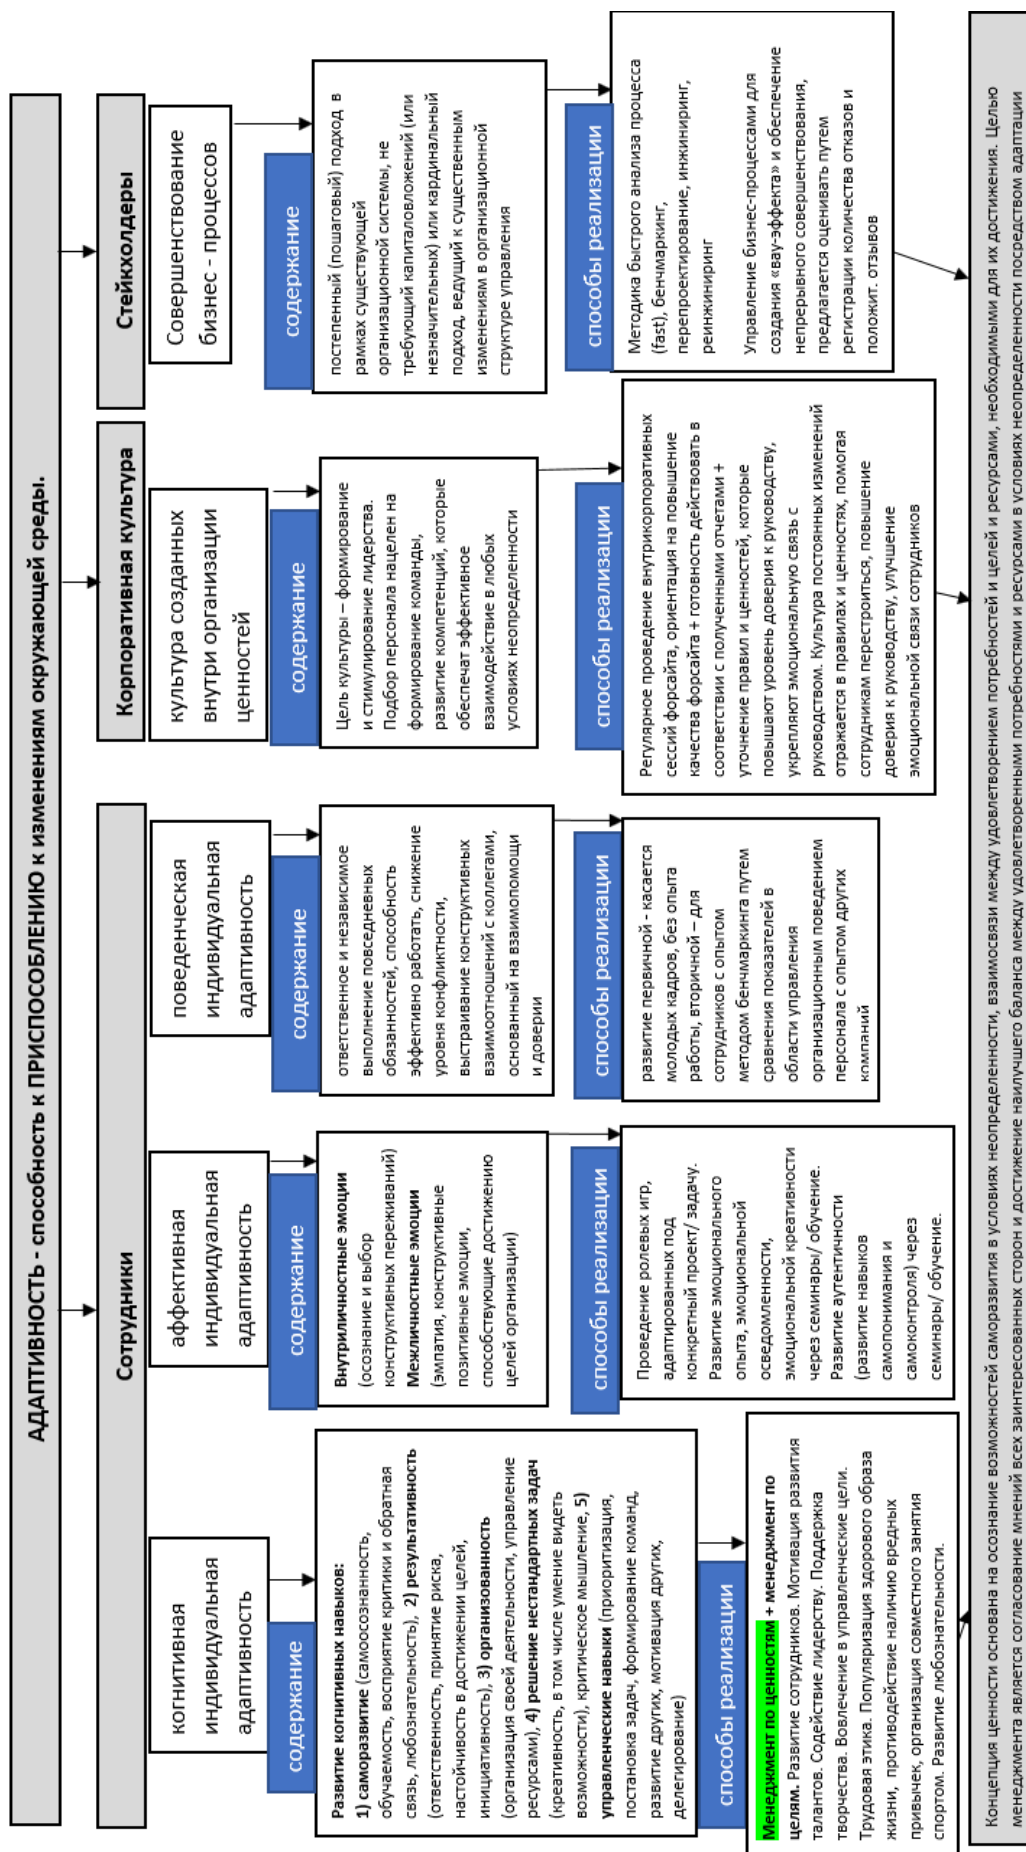 АДАПТИВНОСТЬ - способность к ПРИСПОСОБЛЕНИЮ к изменениям окружающей среды.
Сотрудники
Корпоративная культура
Стейкхолдеры
когнитивная
индивидуальная
адаптивность
содержание
Развитие когнитивных навыков:
1) саморазвитие (самоосознанность,
обучаемость, восприятие критики и обратная
связь, любознательность), 2) результативность
(ответственность, принятие риска,
настойчивость в достижении целей,
инициативность), 3) организованность
(организация своей деятельности, управление
ресурсами), 4) решение нестандартных задач
(креативность, в том числе умение видеть
возможности), критическое мышление, 5)
управленческие навыки (приоритизация,
постановка задач, формирование команд,
развитие других, мотивация других,
делегирование)
способы реализации
Менеджмент по ценностям + менеджмент по
целям. Развитие сотрудников. Мотивация развития
талантов. Содействие лидерству. Поддержка
творчества. Вовлечение в управленческие цели.
Трудовая этика. Популяризация здорового образа
жизни, противодействие наличию вредных
привычек, организация совместного занятия
спортом. Развитие любознательности.
аффективная
индивидуальная
адаптивность
содержание
Внутриличностные эмоции
(осознание и выбор
конструктивных переживаний)
Межличностные эмоции
(эмпатия, конструктивные
позитивные эмоции,
способствующие достижению
целей организации)
способы реализации
Проведение ролевых игр,
адаптированных под
конкретный проект/ задачу.
Развитие эмоционального
опыта, эмоциональной
осведомленности,
эмоциональной креативности
через семинары/ обучение.
Развитие аутентичности
(развитие навыков
самопонимания и
самоконтроля) через
семинары/ обучение.
поведенческая
индивидуальная
адаптивность
содержание
ответственное и независимое
выполнение повседневных
обязанностей, способность
эффективно работать, снижение
уровня конфликтности,
выстраивание конструктивных
взаимоотношений с коллегами,
основанный на взаимопомощи
и доверии
способы реализации
развитие первичной - касается
молодых кадров, без опыта
работы, вторичной – для
сотрудников с опытом
методом бенчмаркинга путем
сравнения показателей в
области управления
организационным поведением
персонала с опытом других
компаний
культура созданных
внутри организации
ценностей
содержание
Цель культуры – формирование
и стимулирование лидерства.
Подбор персонала нацелен на
формирование команды,
развитие компетенций, которые
обеспечат эффективное
взаимодействие в любых
условиях неопределенности
способы реализации
Регулярное проведение внутрикорпоративных
сессий форсайта, ориентация на повышение
качества форсайта + готовность действовать в
соответствии с полученными отчетами +
уточнение правил и ценностей, которые
повышают уровень доверия к руководству,
укрепляют эмоциональную связь с
руководством. Культура постоянных изменений
отражается в правилах и ценностях, помогая
сотрудникам перестроиться, повышение
доверия к руководству, улучшение
эмоциональной связи сотрудников
Совершенствование
бизнес - процессов
содержание
постепенный (пошаговый) подход в
рамках существующей
организационной системы, не
требующий капиталовложений (или
незначительных) или кардинальный
подход, ведущий к существенным
изменениям в организационной
структуре управления
способы реализации
Методика быстрого анализа процесса
(fast), бенчмаркинг,
перепроектирование, инжиниринг,
реинжиниринг
Управление бизнес-процессами для
создания «вау-эффекта» и обеспечение
непрерывного совершенствования,
предлагается оценивать путем
регистрации количества отказов и
положит. отзывов
Концепция ценности основана на осознание возможностей саморазвития в условиях неопределенности, взаимосвязи между удовлетворением потребностей и целей и ресурсами, необходимыми для их достижения. Целью
менеджмента является согласование мнений всех заинтересованных сторон и достижение наилучшего баланса между удовлетворенными потребностями и ресурсами в условиях неопределенности посредством адаптации